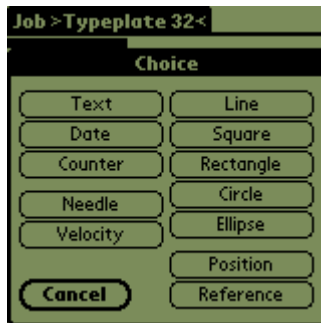 Job >Typeplate 32<
Choice
Text
Line
Date
Square
Counter
Rectangle
Needle
Circle
Velocity
Ellipse
Position
Cancel
Reference